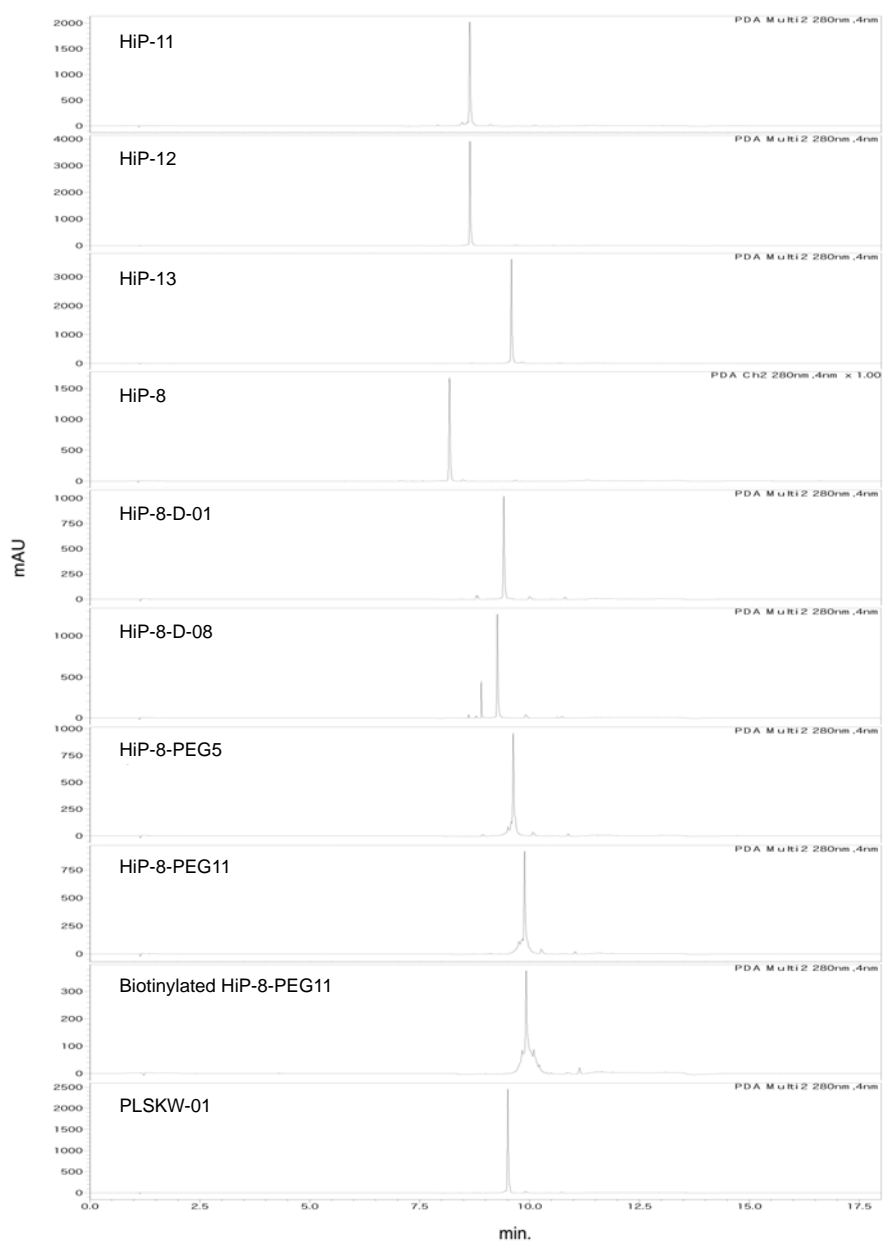 PDA Multi2 280nm,4nm
HiP-11
2000
1500
1000
500
0
PDA Multi2 280nm,4nm
HiP-12
4000
3000
2000
1000
0
PDA Multi2 280nm,4nm
HiP-13
3000
2000
1000
0
PDA Ch2 280nm,4nm x 1.00
HiP-8
1500
1000
500
0
PDA Multi2 280nm,4nm
HiP-8-D-01
1000
750
500
250
0
mAU
PDA Multi2 280nm,4nm
HiP-8-D-08
1000
500
0
PDA Multi2 280nm,4nm
HiP-8-PEG5
1000
750
500
250
0
PDA Multi2 280nm,4nm
HiP-8-PEG11
750
500
250
0
PDA Multi2 280nm,4nm
Biotinylated HiP-8-PEG11
300
200
100
0
PDA Multi2 280nm,4nm
PLSKW-01
2500
2000
1500
1000
500
0
0.0 2.5 5.0 7.5 10.0 12.5 15.0 17.5
min.